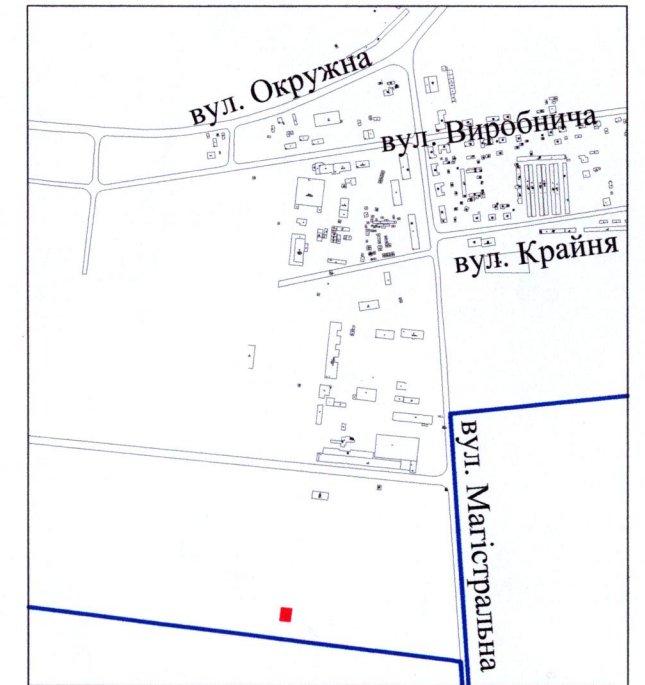 вул. Окружна
вул. Виробнича
вул. Крайня
вул. Магістральна